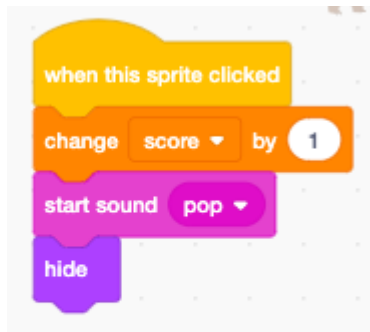 when this sprite clicked
change score by 1
start sound pop
hide